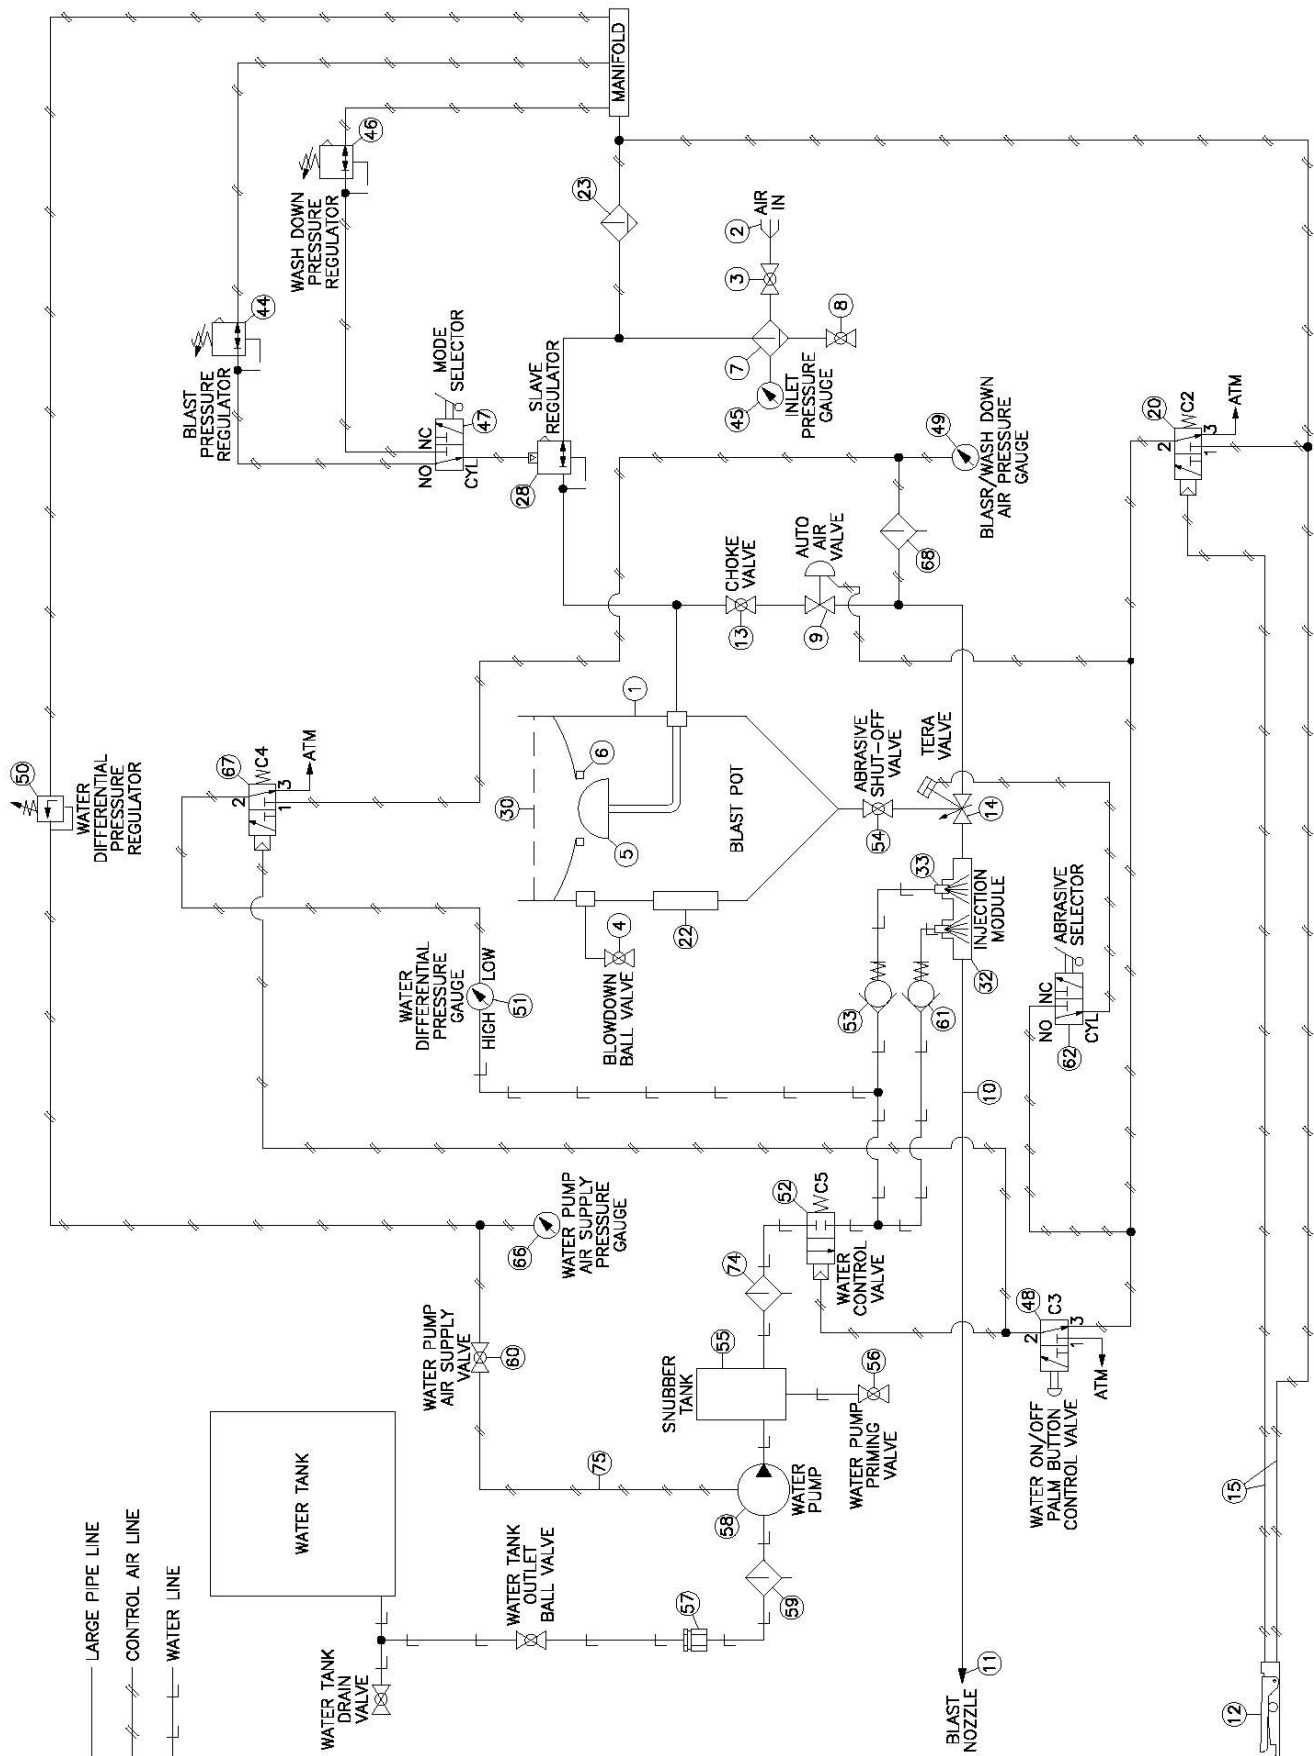 LARGE PIPE LINE
CONTROL AIR LINE
WATER LINE
WATER TANK
WATER TANK
DRAIN
VALVE
WATER TANK
OUTLET
BALL VALVE
57
59
58
WATER
PUMP
75
WATER PUMP
AIR SUPPLY
VALVE
60
66
WATER PUMP
AIR SUPPLY
PRESSURE
GAUGE
SNUBBER
TANK
55
WATER PUMP
PRIMING
VALVE
56
74
52
C5
WATER
CONTROL
VALVE
WATER ON/OFF
PALM BUTTON
CONTROL VALVE
48
C3
2
1
3
ATM
BLAST
NOZZLE
11
12
15
10
50
WATER
DIFFERENTIAL
PRESSURE
REGULATOR
67
C4
2
1
3
ATM
WATER
DIFFERENTIAL
PRESSURE
GAUGE
HIGH
LOW
51
BLOWDOWN
BALL VALVE
4
22
30
5
6
1
BLAST POT
53
61
33
32
INJECTION
MODULE
ABRASIVE
SHUT-OFF
VALVE
54
TERA
VALVE
14
NO
NC
CYL
62
ABRASIVE
SELECTOR
BLAST
PRESSURE
REGULATOR
44
WASH DOWN
PRESSURE
REGULATOR
46
MODE
SELECTOR
NO
NC
CYL
47
SLAVE
REGULATOR
28
CHOKE
VALVE
13
AUTO
AIR
VALVE
9
68
49
BLASR/WASH DOWN
AIR PRESSURE
GAUGE
45
INLET
PRESSURE
GAUGE
7
8
3
2
AIR
IN
23
MANIFOLD
20
C2
2
1
3
ATM